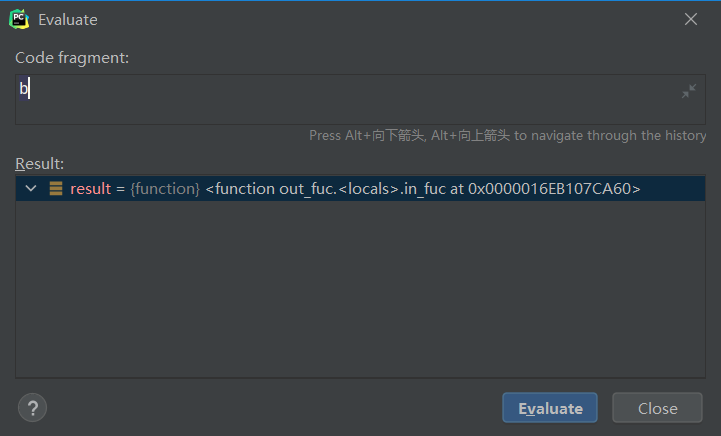 PC Evaluate
Code fragment:
b
Press Alt+向下箭头, Alt+向上箭头 to navigate through the history
Result:
result = {function} <function out_fuc.<locals>.in_fuc at 0x0000016EB107CA60>
? Evaluate Close